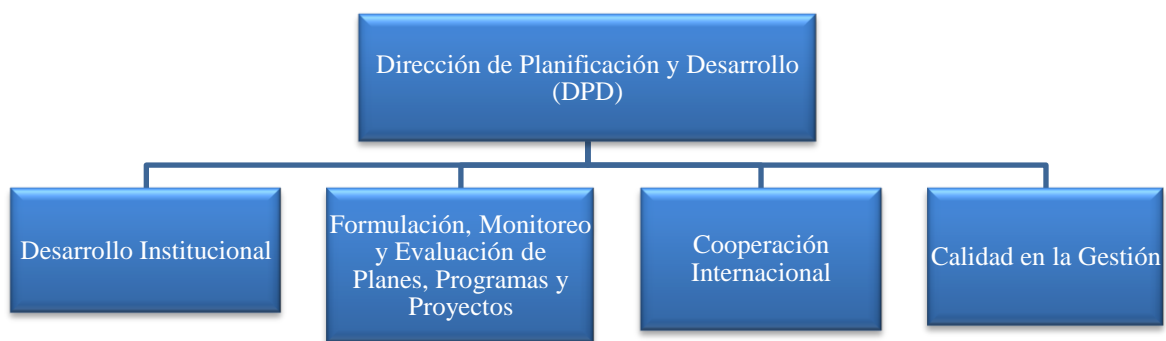 Dirección de Planificación y Desarrollo
(DPD)
Desarrollo Institucional
Formulación, Monitoreo
y Evaluación de
Planes, Programas y
Proyectos
Cooperación
Internacional
Calidad en la Gestión